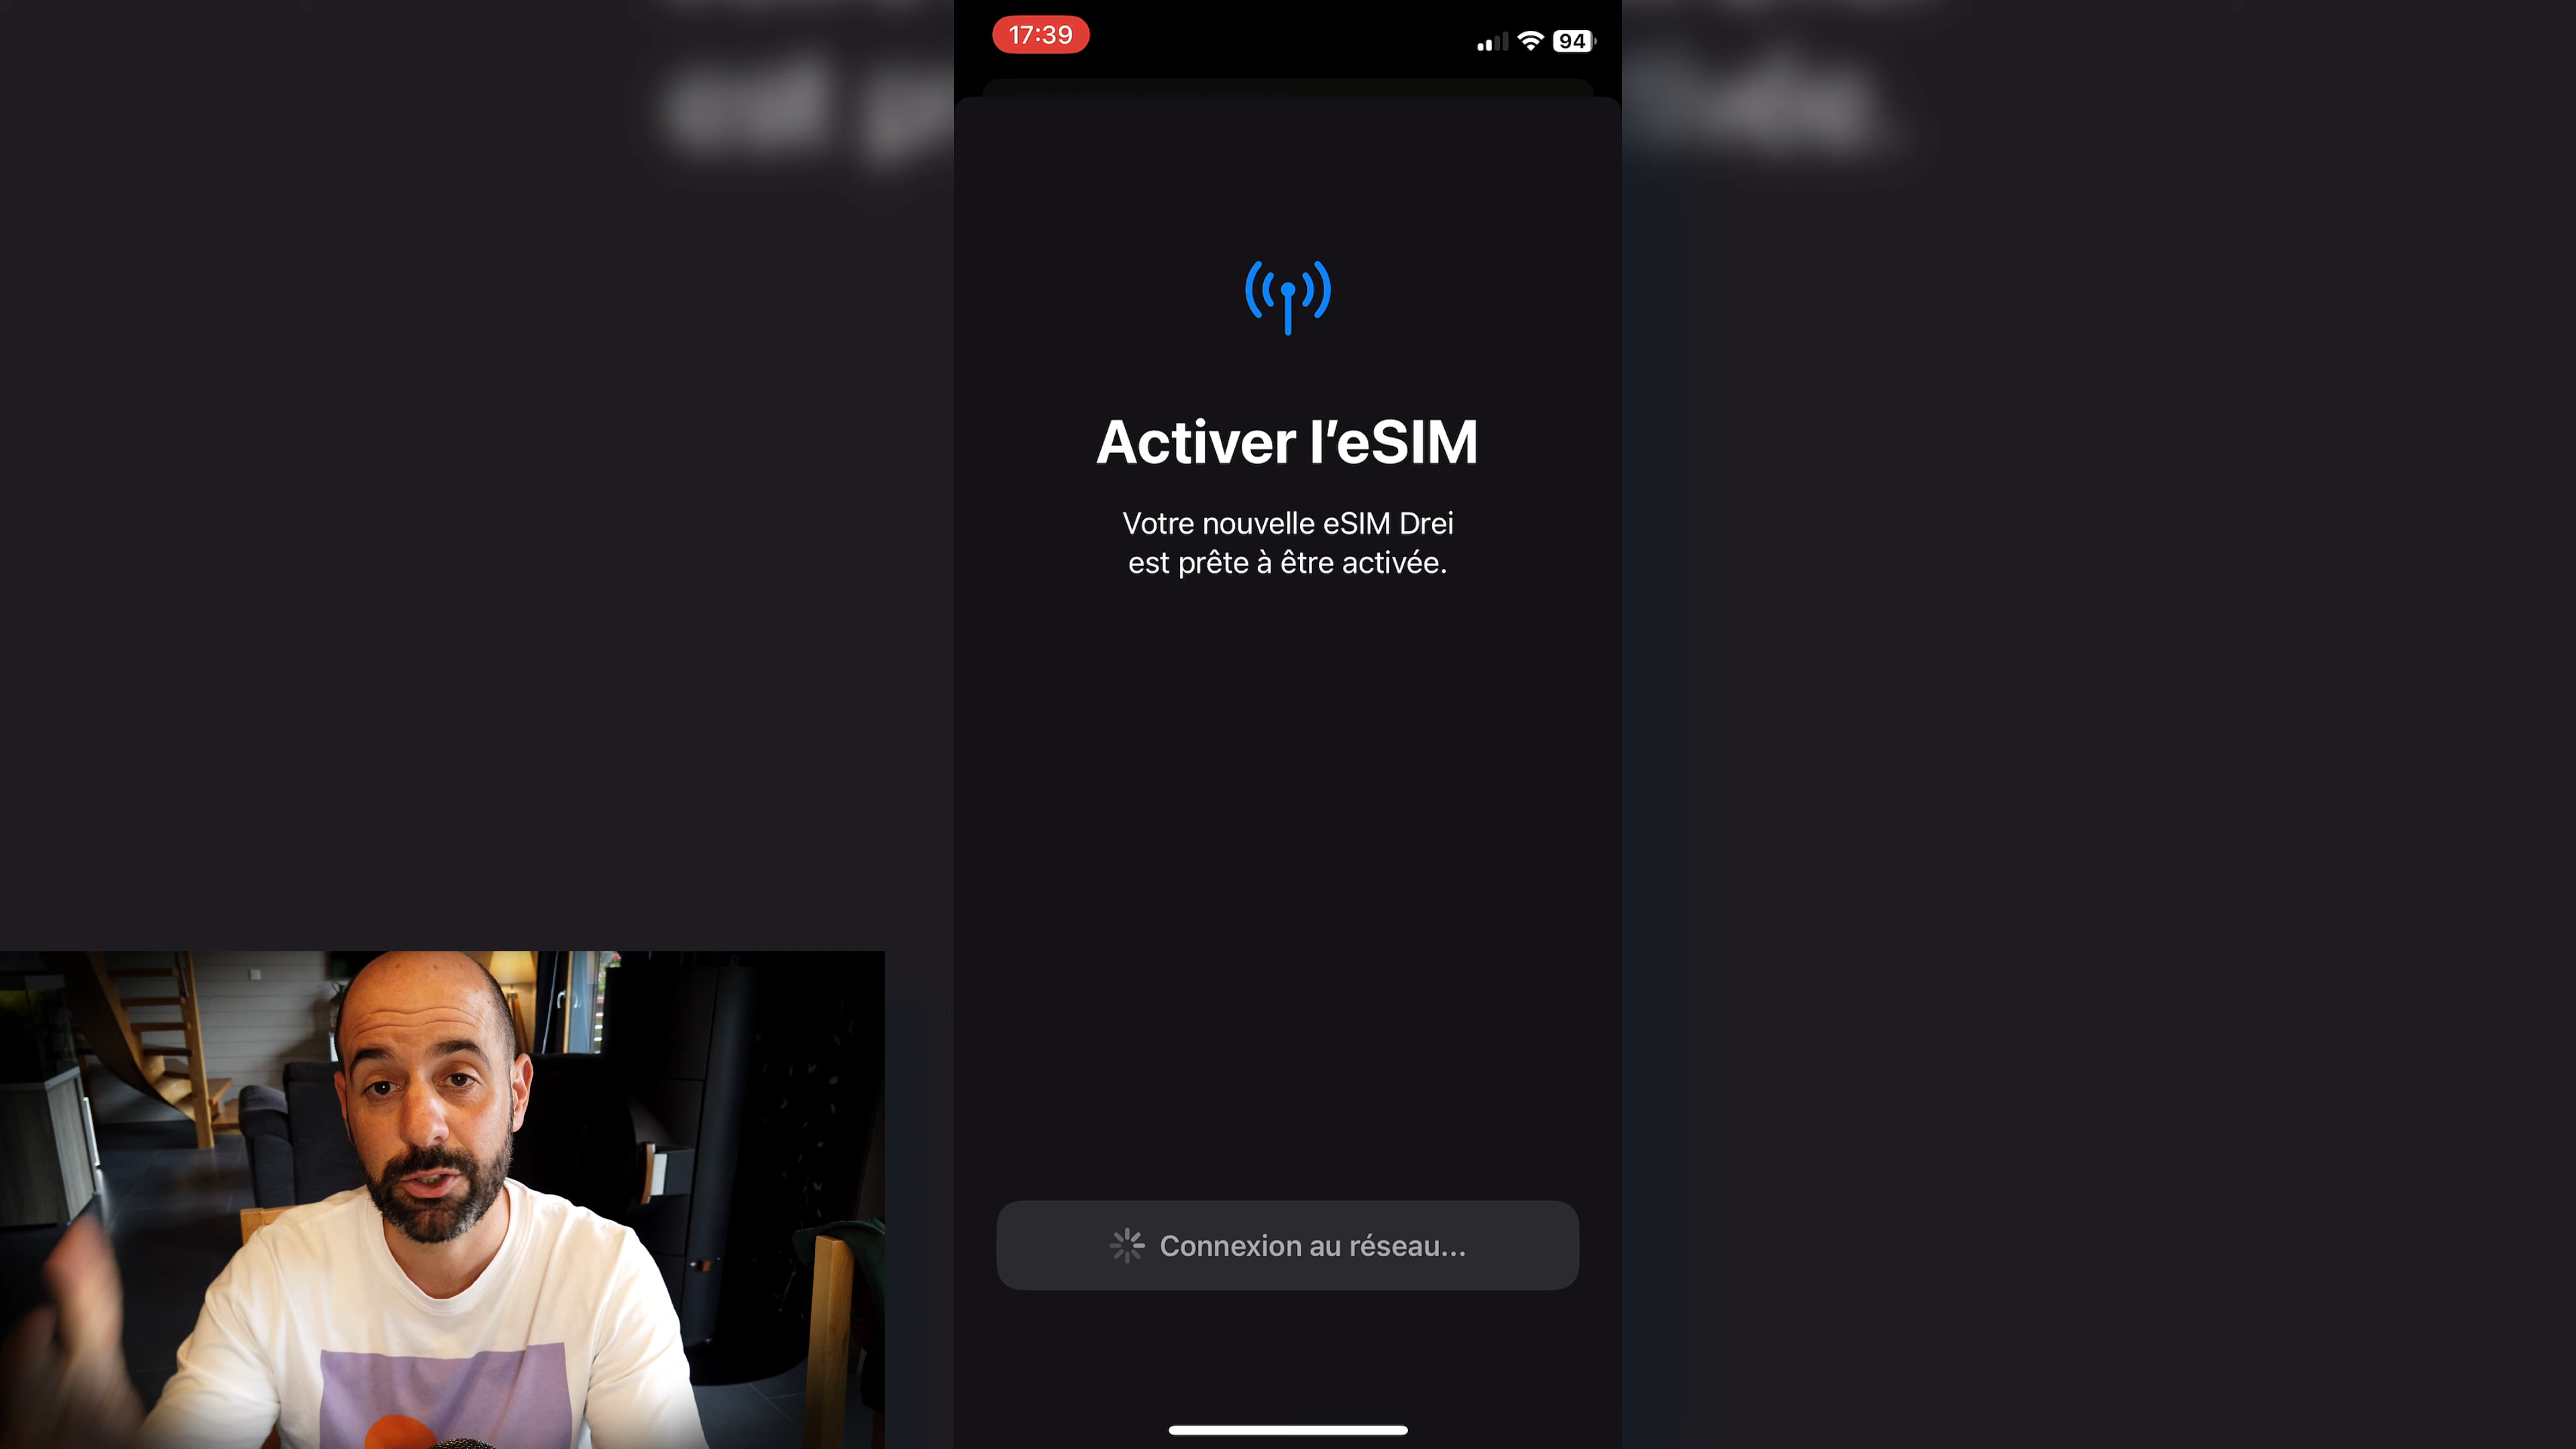 17:39
94
Activer l'eSIM
Votre nouvelle eSIM Drei
est prête à être activée.
Connexion au réseau...